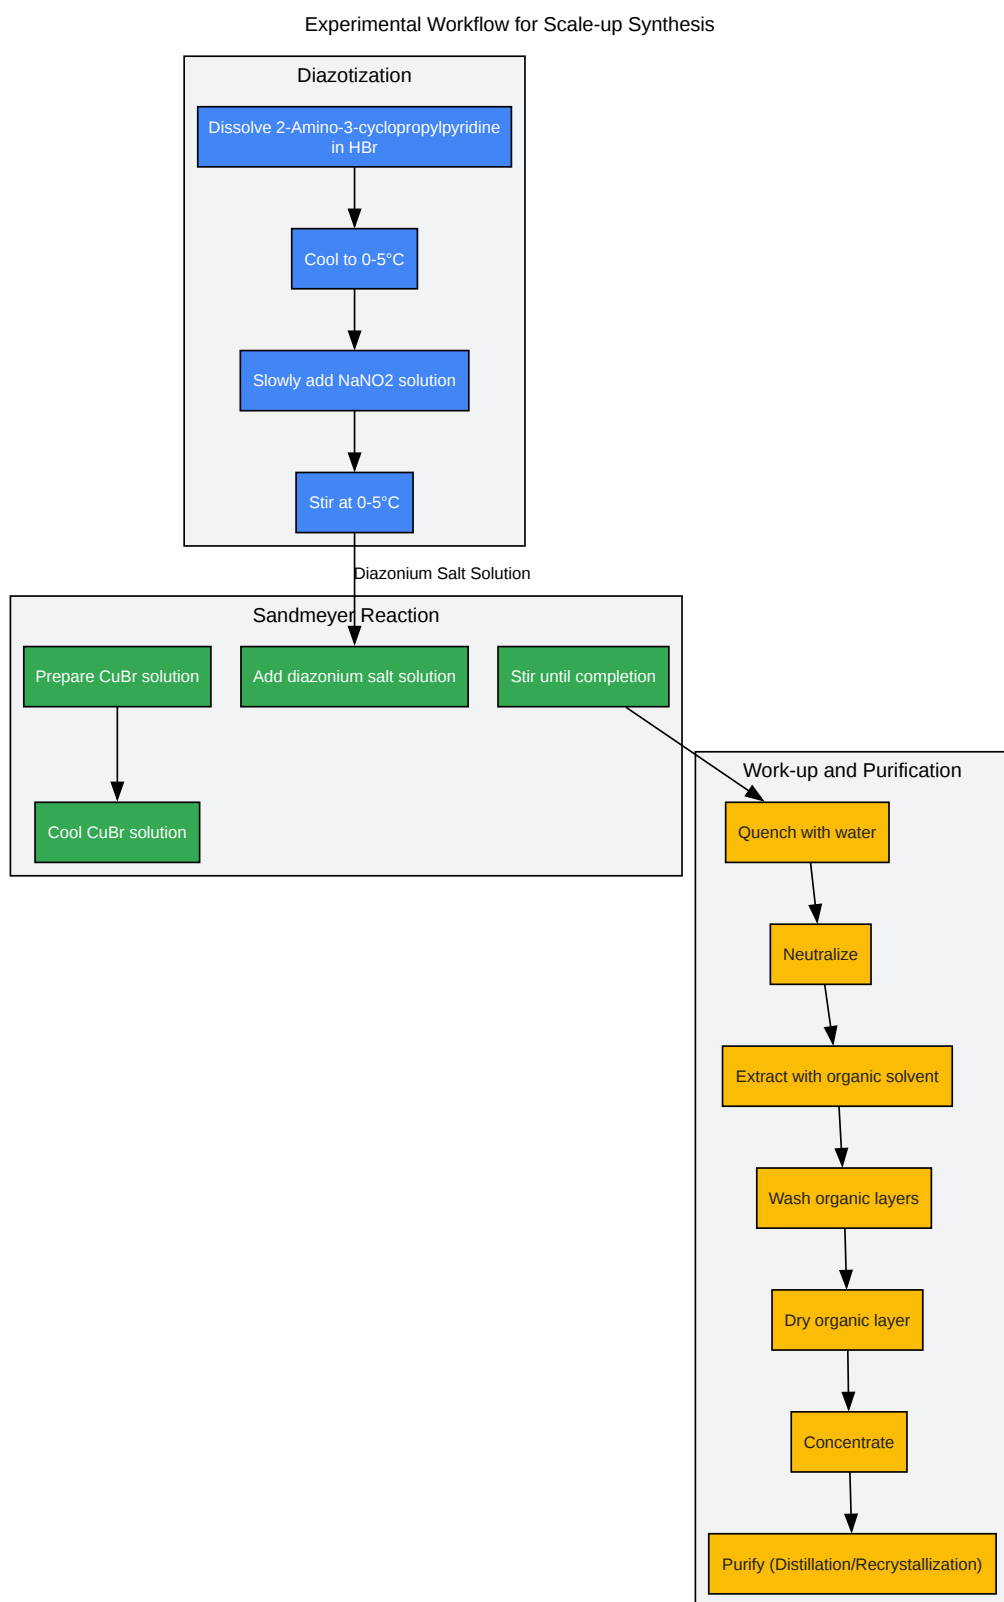 Experimental Workflow for Scale-up Synthesis
Diazotization
Dissolve 2-Amino-3-cyclopropylpyridine
in HBr
Cool to 0-5°C
Slowly add NaNO2 solution
Stir at 0-5°C
Diazonium Salt Solution
Sandmeyer Reaction
Prepare CuBr solution
Add diazonium salt solution
Stir until completion
Cool CuBr solution
Work-up and Purification
Quench with water
Neutralize
Extract with organic solvent
Wash organic layers
Dry organic layer
Concentrate
Purify (Distillation/Recrystallization)